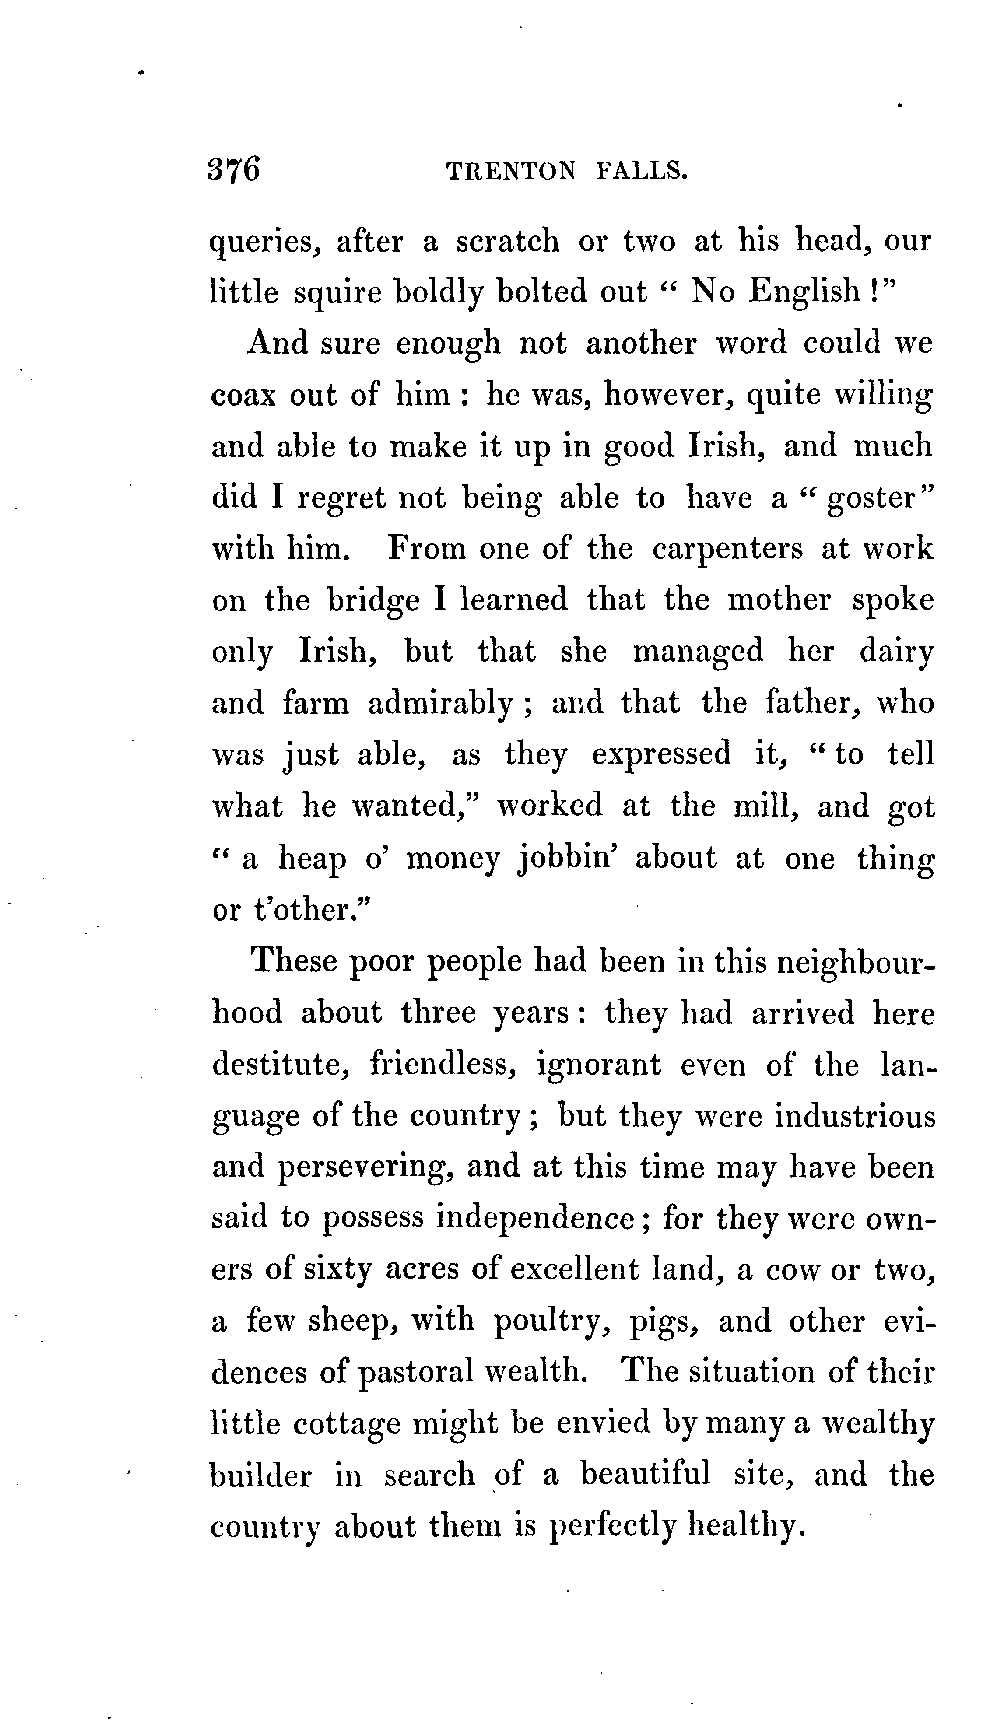 376 TRENTON FALLS.
queries, after a scratch or two at his head, our
little squire boldly bolted out “ No English !”
And sure enough not another word could we
coax out of him : he was, however, quite willing
and able to make it up in good Irish, and much
did I regret not being able to have a “ goster”
with him. From one of the carpenters at work
on the bridge I learned that the mother spoke
only Irish, but that she managed her dairy
and farm admirably ; and that the father, who
was just able, as they expressed it, “ to tell
what he wanted,” worked at the mill, and got
“ a heap o’ money jobbin’ about at one thing
or t’other.”
These poor people had been in this neighbour-
hood about three years : they had arrived here
destitute, friendless, ignorant even of the lan-
guage of the country ; but they were industrious
and persevering, and at this time may have been
said to possess independence ; for they were own-
ers of sixty acres of excellent land, a cow or two,
a few sheep, with poultry, pigs, and other evi-
dences of pastoral wealth. The situation of their
little cottage might be envied by many a wealthy
builder in search of a beautiful site, and the
country about them is perfectly healthy.